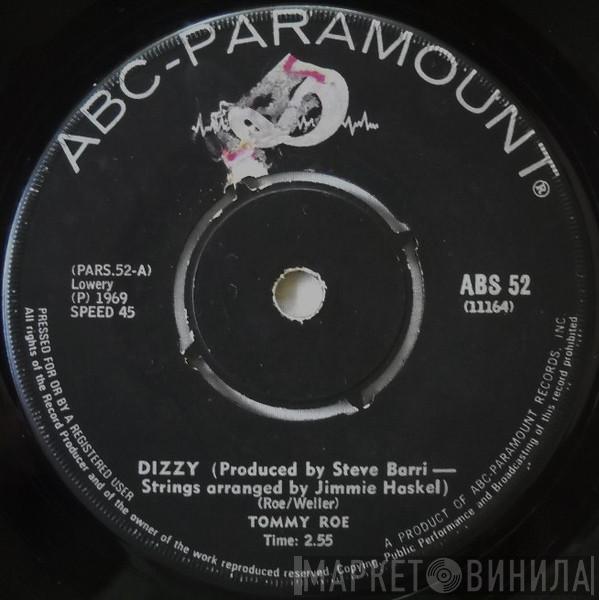 ABC-PARAMOUNT®
(PARS.52-A)
Lowery
(P) 1969
SPEED 45
ABS 52
(11164)
DIZZY (Produced by Steve Barri—
Strings arranged by Jimmie Haskel)
(Roe/Weller)
TOMMY ROE
Time: 2.55
PRESSED FOR OR BY A REGISTERED USER
All rights of the Record Producer and of the owner of the work reproduced reserved. Copying, Public Performance and Broadcasting of this record prohibited
A PRODUCT OF ABC-PARAMOUNT RECORDS, INC
МАРКЕТ ВИНИЛА